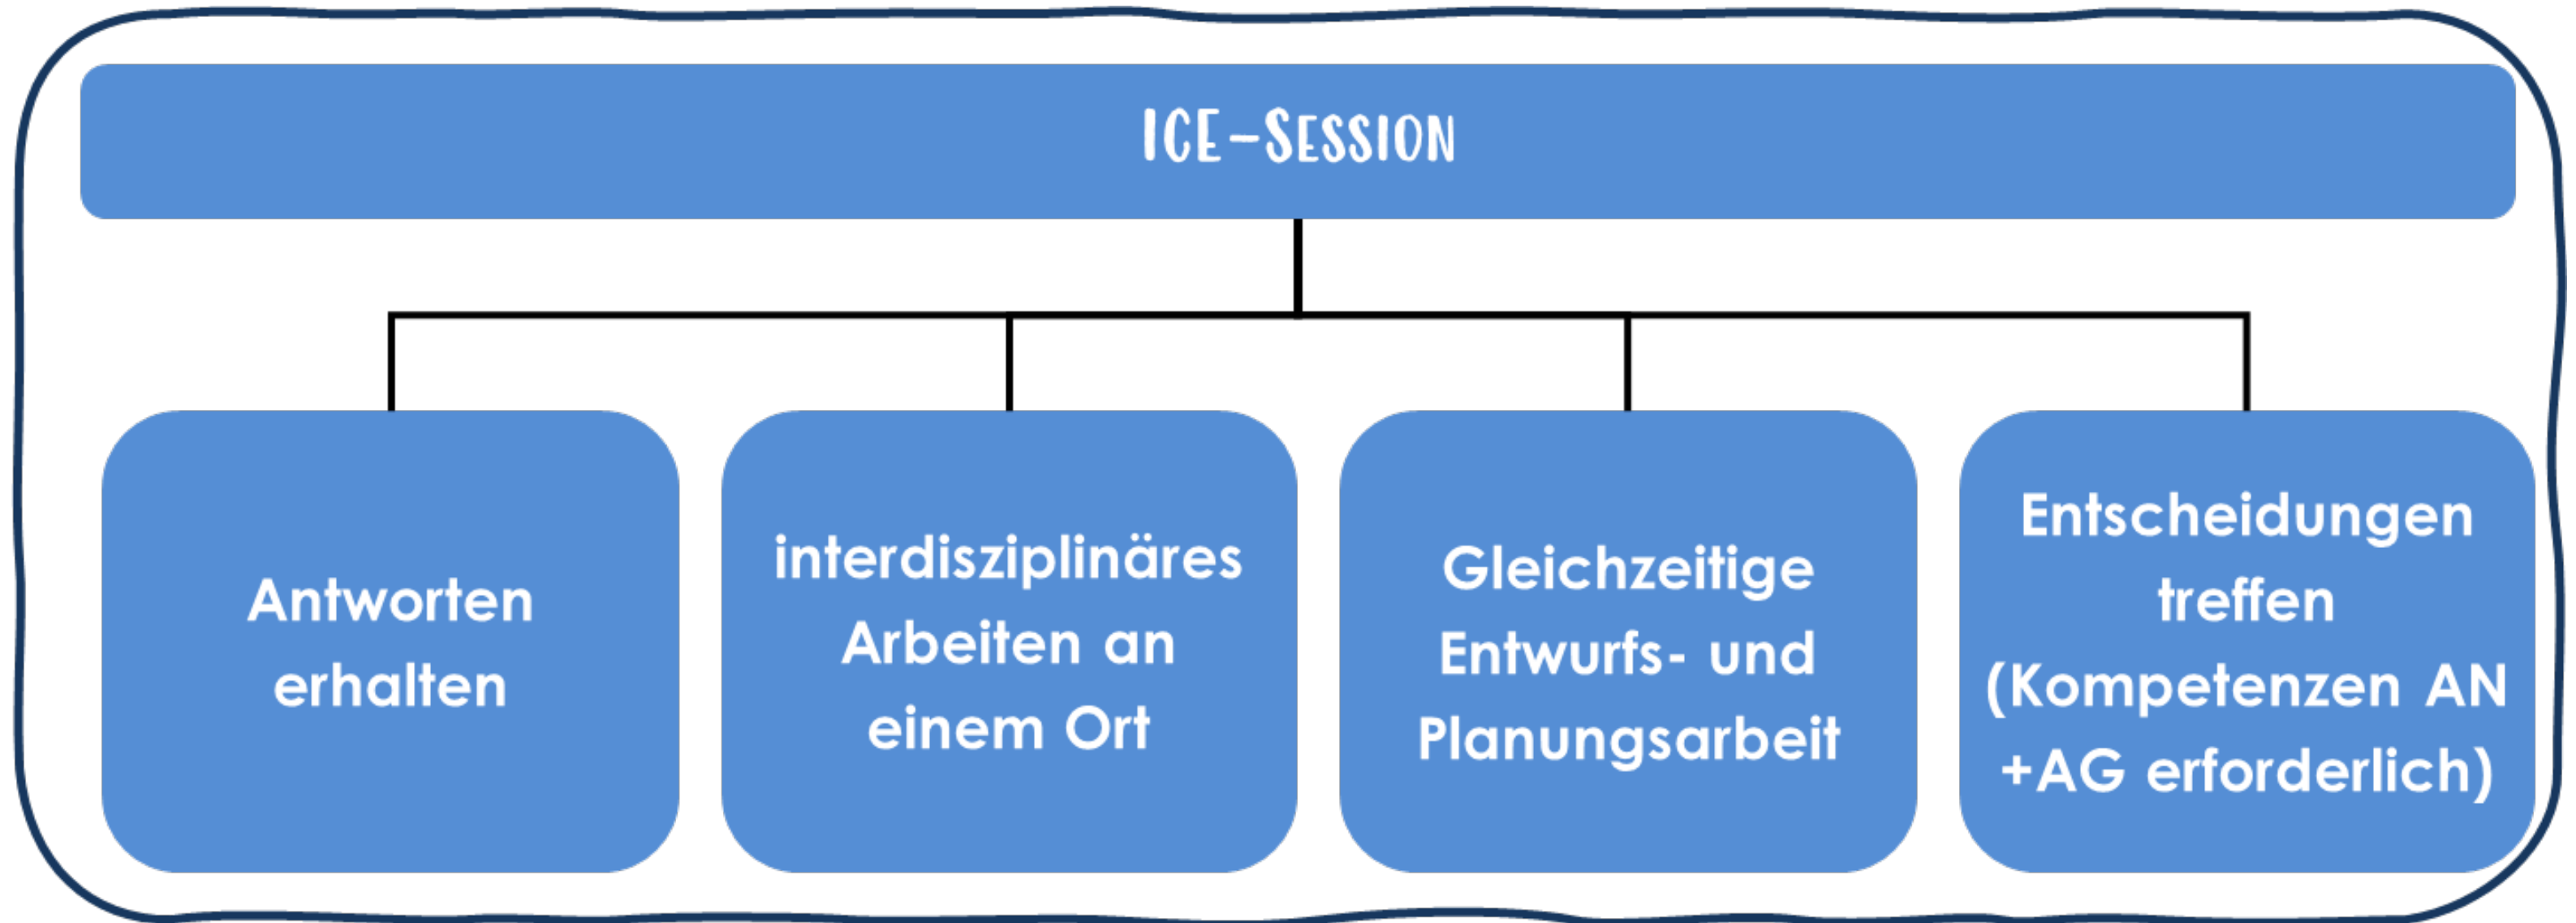 ICE-SESSION
Antworten
erhalten
interdisziplinäres
Arbeiten an
einem Ort
Gleichzeitige
Entwurfs- und
Planungsarbeit
Entscheidungen
treffen
(Kompetenzen AN
+AG erforderlich)